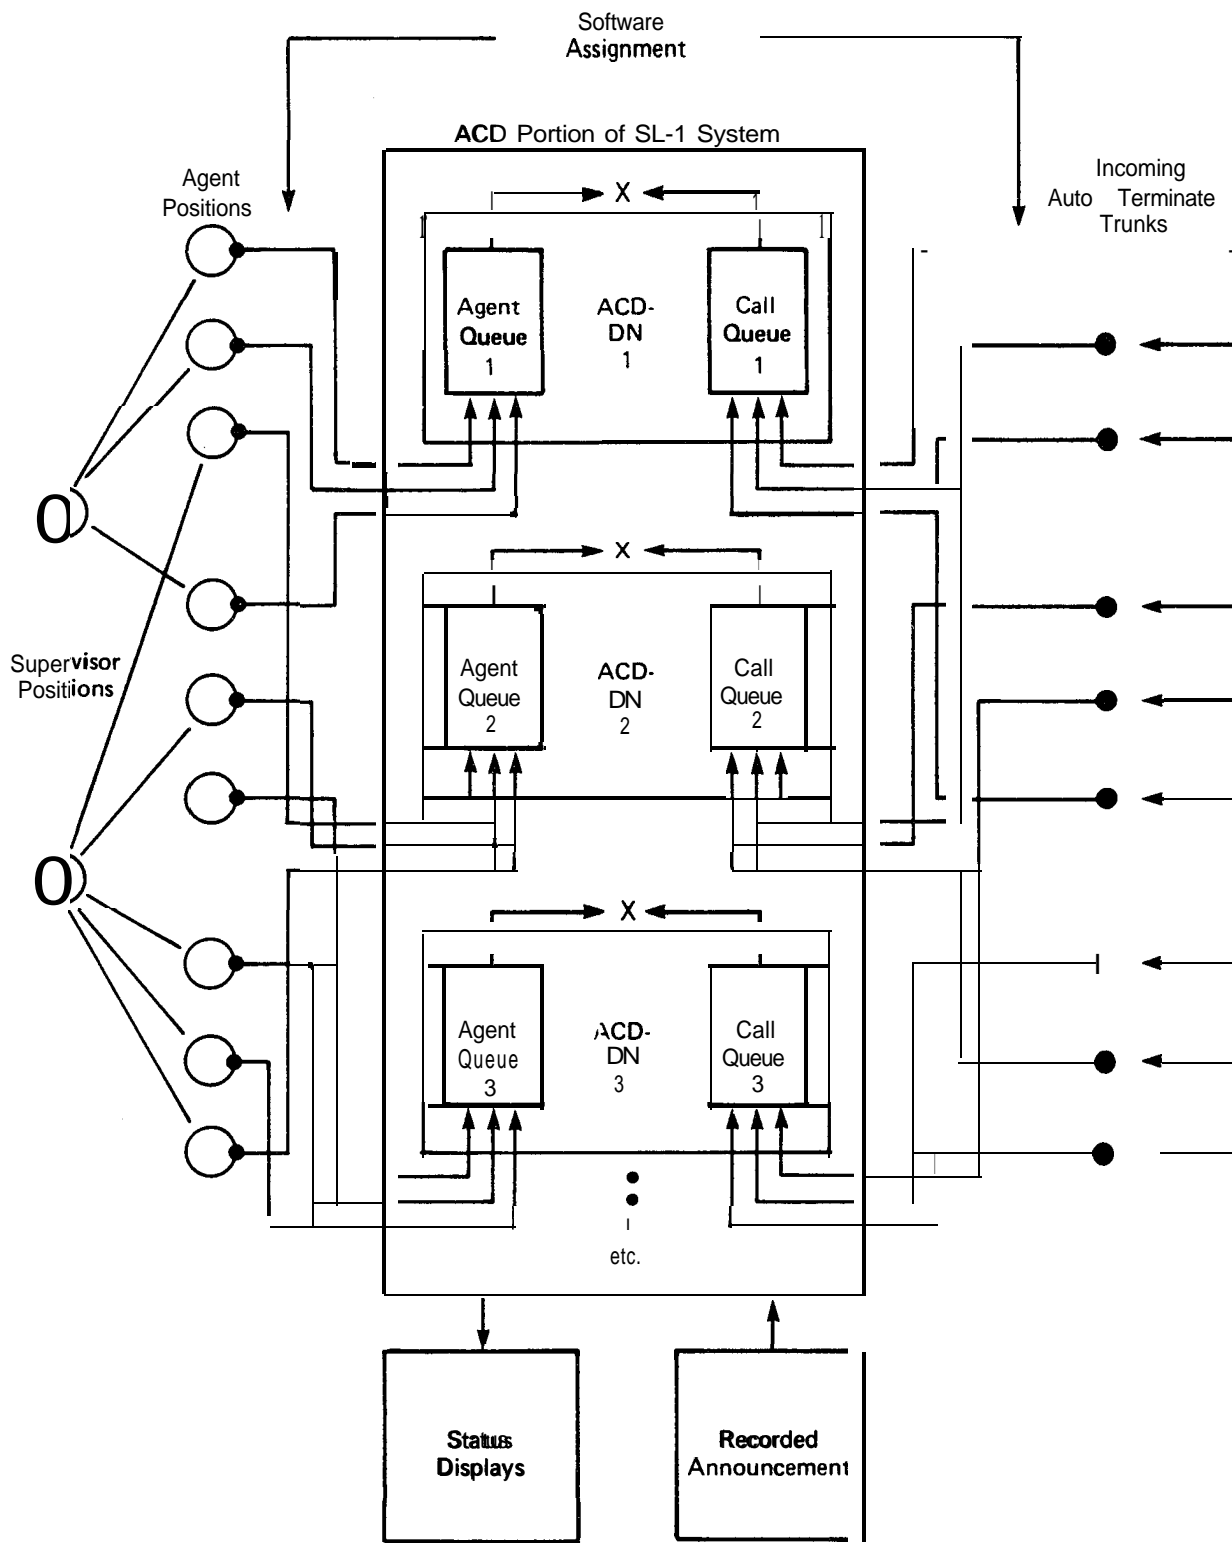 Software
Assignment
ACD Portion of SL-1 System
Agent
Positions
Incoming
Auto Terminate
Trunks
X
Agent
Queue
1
ACD-
DN
1
Call
Queue
1
X
Supervisor
Positions
Agent
Queue
2
ACD-
DN
2
Call
Queue
2
X
Agent
Queue
3
ACD-
DN
3
Call
Queue
3
etc.
Status
Displays
Recorded
Announcement